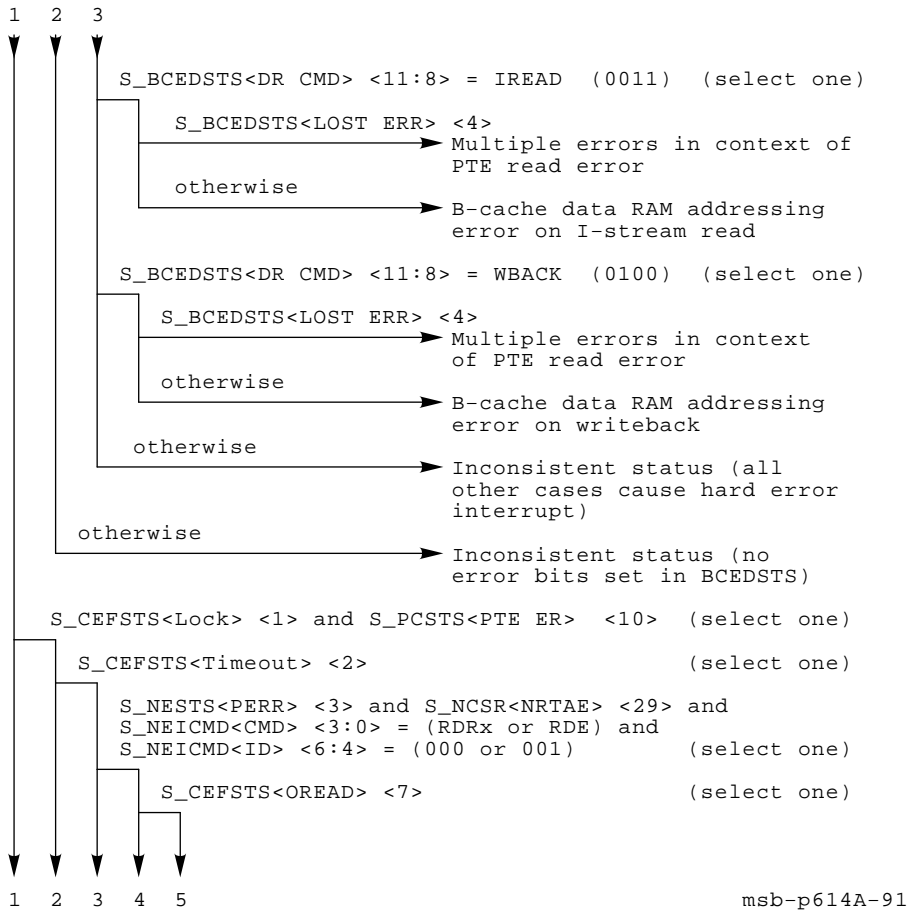 1 2 3
S_BCEDSTS<DR CMD> <11:8> = IREAD (0011) (select one)
S_BCEDSTS<LOST ERR> <4>
Multiple errors in context of
PTE read error
otherwise
B-cache data RAM addressing
error on I-stream read
S_BCEDSTS<DR CMD> <11:8> = WBACK (0100) (select one)
S_BCEDSTS<LOST ERR> <4>
Multiple errors in context
of PTE read error
otherwise
B-cache data RAM addressing
error on writeback
otherwise
Inconsistent status (all
other cases cause hard error
interrupt)
otherwise
Inconsistent status (no
error bits set in BCEDSTS)
S_CEFSTS<Lock> <1> and S_PCSTS<PTE ER> <10> (select one)
S_CEFSTS<Timeout> <2> (select one)
S_NESTS<PERR> <3> and S_NCSR<NRTAE> <29> and
S_NEICMD<CMD> <3:0> = (RDRx or RDE) and
S_NEICMD<ID> <6:4> = (000 or 001) (select one)
S_CEFSTS<OREAD> <7> (select one)
1 2 3 4 5 msb-p614A-91